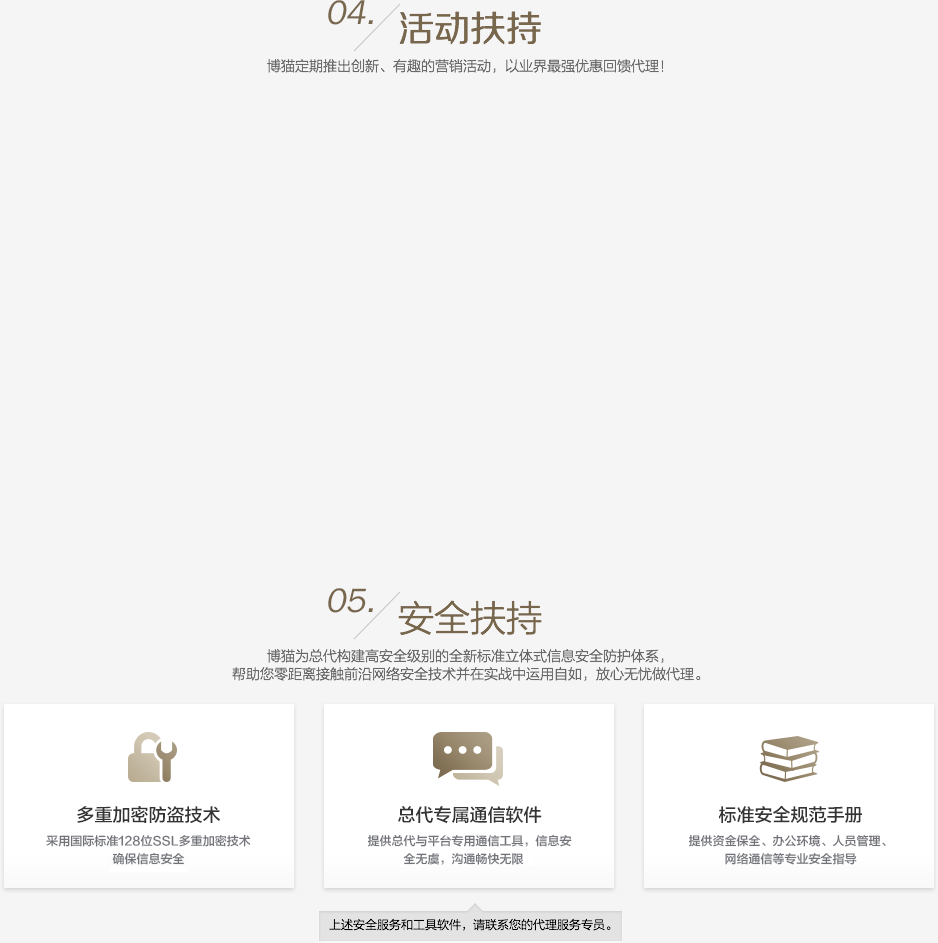 04.
活动扶持
博猫定期推出创新、有趣的营销活动，以业界最强优惠回馈代理！
05.
安全扶持
博猫为总代构建高安全级别的全新标准立体式信息安全防护体系，
帮助您零距离接触前沿网络安全技术并在实战中运用自如，放心无忧做代理。
多重加密防盗技术
采用国际标准128位SSL多重加密技术
确保信息安全
总代专属通信软件
提供总代与平台专用通信工具，信息安
全无虞，沟通畅快无限
标准安全规范手册
提供资金保全、办公环境、人员管理、
网络通信等专业安全指导
上述安全服务和工具软件，请联系您的代理服务专员。